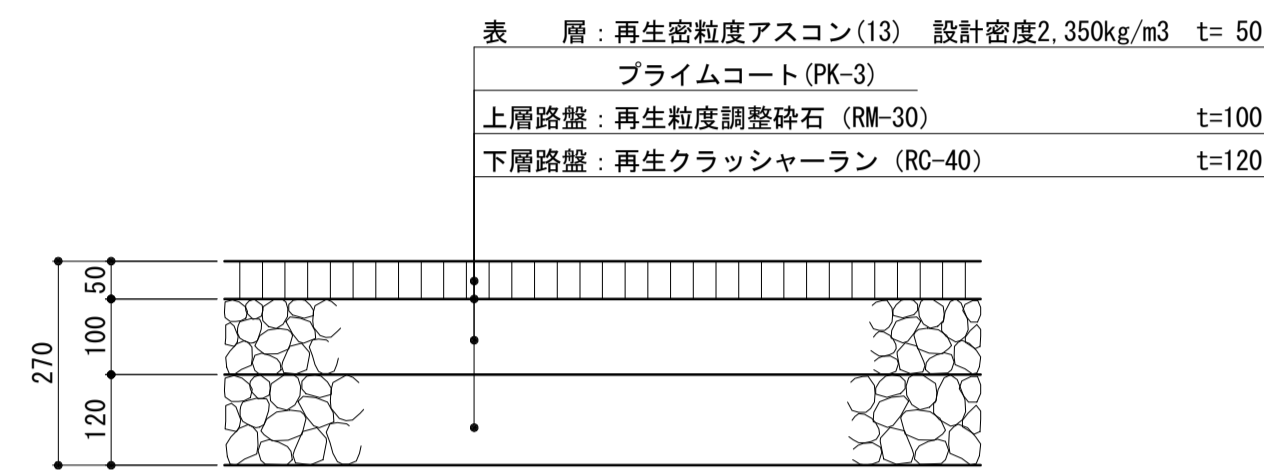 表　　層：再生密粒度アスコン(13)　設計密度2,350kg/m3　t= 50
プライムコート(PK-3)
上層路盤：再生粒度調整砕石 (RM-30)　t=100
下層路盤：再生クラッシャーラン (RC-40)　t=120
50
100
270
120